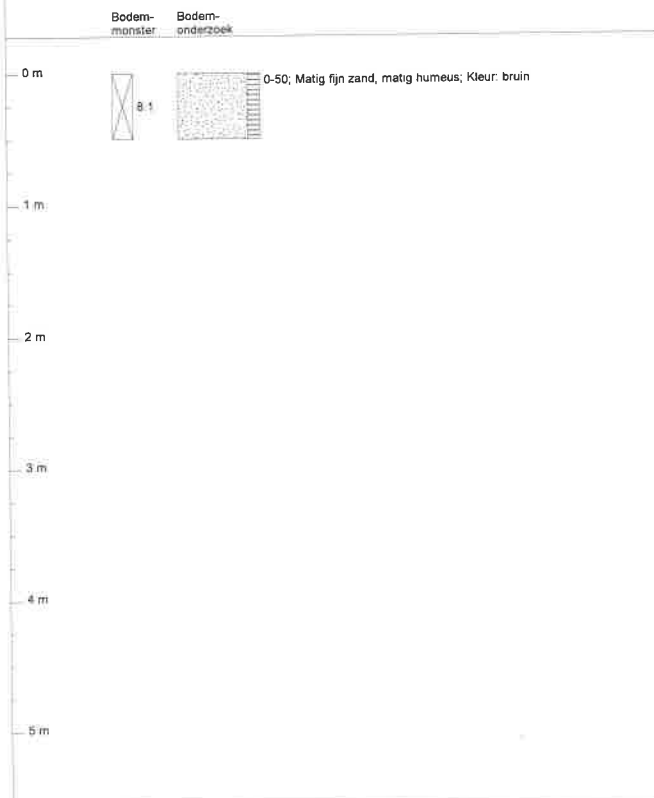 Bodem- Bodem-
monster onderzoek
0 m
0-50; Matig fijn zand, matig humeus; Kleur: bruin
8.1
1 m
2 m
3 m
4 m
5 m